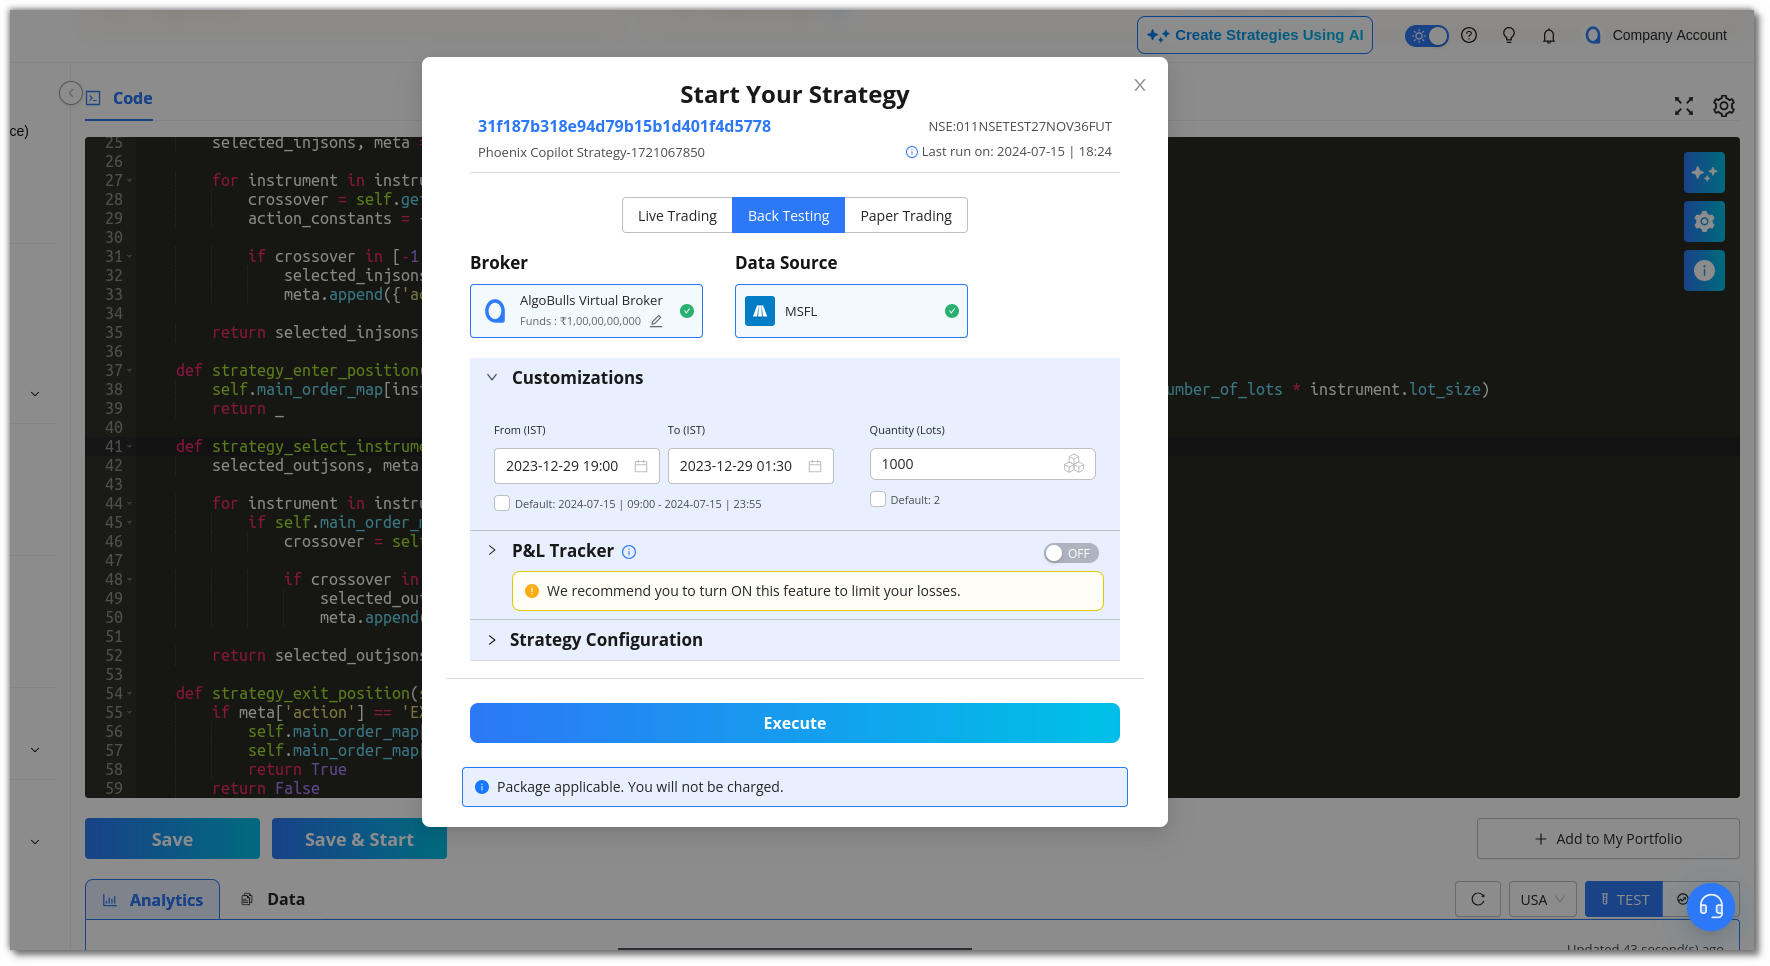 Create Strategies Using AI
Company Account
Code
ce)
Start Your Strategy
31f187b318e94d79b15b1d401f4d5778
NSE:011NSETEST27NOV36FUT
Phoenix Copilot Strategy-1721067850
Last run on: 2024-07-15 | 18:24
Live Trading
Back Testing
Paper Trading
Broker
Data Source
AlgoBulls Virtual Broker
Funds : ₹1,00,00,00,000
MSFL
Customizations
From (IST)
To (IST)
Quantity (Lots)
2023-12-29 19:00
2023-12-29 01:30
1000
Default: 2024-07-15 | 09:00 - 2024-07-15 | 23:55
Default: 2
P&L Tracker
OFF
We recommend you to turn ON this feature to limit your losses.
Strategy Configuration
Execute
Package applicable. You will not be charged.
25 selected_injsons, meta
26
27 for instrument in instru
28 crossover = self.ge
29 action_constants =
30
31 if crossover in [-1
32 selected_injsons
33 meta.append({'a
34
35 return selected_injsons
36
37 def strategy_enter_position(
38 self.main_order_map[ins umber_of_lots * instrument.lot_size)
39 return _
40
41 def strategy_select_instrume
42 selected_outjsons, meta
43
44 for instrument in instru
45 if self.main_order_m
46 crossover = sel
47
48 if crossover in
49 selected_ou
50 meta.append
51
52 return selected_outjsons
53
54 def strategy_exit_position(s
55 if meta['action'] == 'EX
56 self.main_order_map
57 self.main_order_map
58 return True
59 return False
Save
Save & Start
Add to My Portfolio
Analytics
Data
USA
TEST
Updated 43 second(s) ago